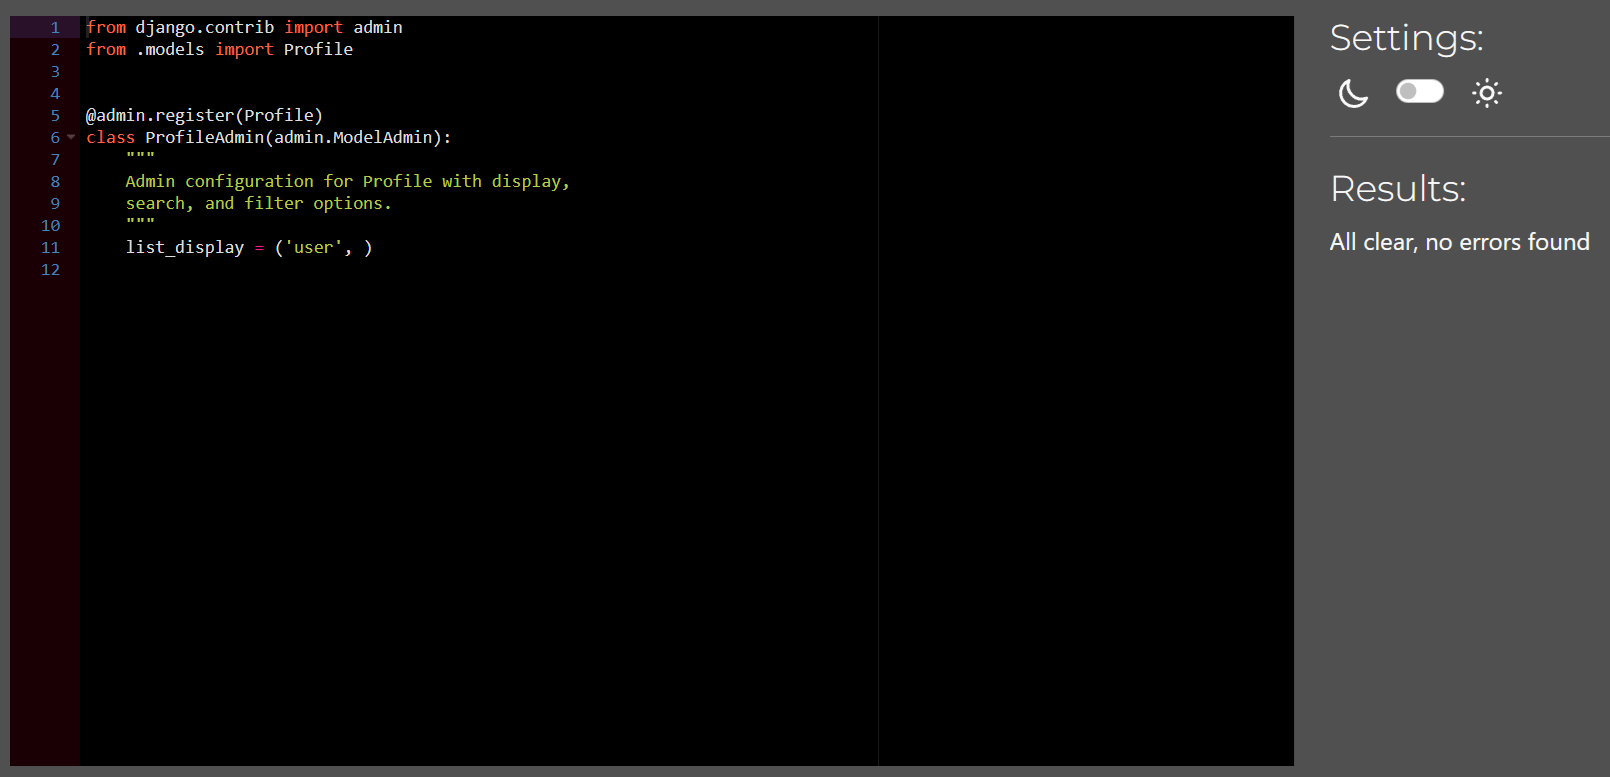 1 from django.contrib import admin
2 from .models import Profile
3
4
5 @admin.register(Profile)
6 class ProfileAdmin(admin.ModelAdmin):
7     """
8     Admin configuration for Profile with display,
9     search, and filter options.
10     """
11     list_display = ('user', )
12
Settings:
Results:
All clear, no errors found